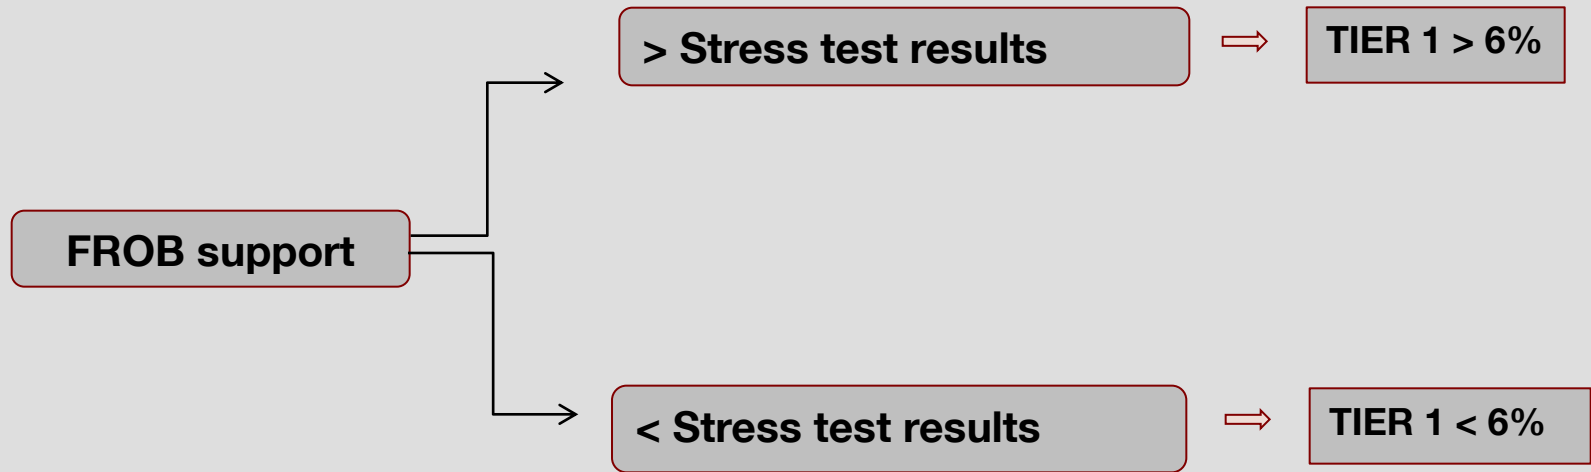 > Stress test results
TIER 1 > 6%
FROB support
< Stress test results
TIER 1 < 6%